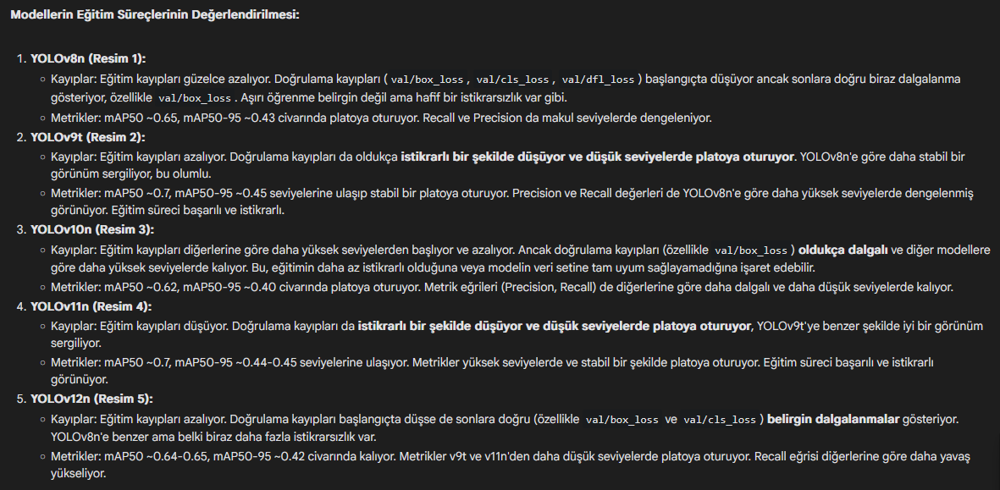 Modellerin Eğitim Süreçlerinin Değerlendirilmesi:
1. YOLOv8n (Resim 1):
○ Kayıplar: Eğitim kayıpları güzelce azalıyor. Doğrulama kayıpları ( val/box_loss , val/cls_loss , val/dfl_loss ) başlangıçta düşüyor ancak sonlara doğru biraz dalgalanma
gösteriyor, özellikle val/box_loss . Aşırı öğrenme belirgin değil ama hafif bir istikrarsızlık var gibi.
○ Metrikler: mAP50 ~0.65, mAP50-95 ~0.43 civarında platoya oturuyor. Recall ve Precision da makul seviyelerde dengeleniyor.
2. YOLOv9t (Resim 2):
○ Kayıplar: Eğitim kayıpları azalıyor. Doğrulama kayıpları da oldukça istikrarlı bir şekilde düşüyor ve düşük seviyelerde platoya oturuyor. YOLOv8n'e göre daha stabil bir
görünüm sergiliyor, bu olumlu.
○ Metrikler: mAP50 ~0.7, mAP50-95 ~0.45 seviyelerine ulaşıp stabil bir platoya oturuyor. Precision ve Recall değerleri de YOLOv8n'e göre daha yüksek seviyelerde dengelenmiş
görünüyor. Eğitim süreci başarılı ve istikrarlı.
3. YOLOv10n (Resim 3):
○ Kayıplar: Eğitim kayıpları diğerlerine göre daha yüksek seviyelerden başlıyor ve azalıyor. Ancak doğrulama kayıpları (özellikle val/box_loss ) oldukça dalgalı ve diğer modellere
göre daha yüksek seviyelerde kalıyor. Bu, eğitimin daha az istikrarlı olduğuna veya modelin veri setine tam uyum sağlayamadığına işaret edebilir.
○ Metrikler: mAP50 ~0.62, mAP50-95 ~0.40 civarında platoya oturuyor. Metrik eğrileri (Precision, Recall) de diğerlerine göre daha dalgalı ve daha düşük seviyelerde kalıyor.
4. YOLOv11n (Resim 4):
○ Kayıplar: Eğitim kayıpları düşüyor. Doğrulama kayıpları da istikrarlı bir şekilde düşüyor ve düşük seviyelerde platoya oturuyor, YOLOv9t'ye benzer şekilde iyi bir görünüm
sergiliyor.
○ Metrikler: mAP50 ~0.7, mAP50-95 ~0.44-0.45 seviyelerine ulaşıyor. Metrikler yüksek seviyelerde ve stabil bir şekilde platoya oturuyor. Eğitim süreci başarılı ve istikrarlı
görünüyor.
5. YOLOv12n (Resim 5):
○ Kayıplar: Eğitim kayıpları azalıyor. Doğrulama kayıpları başlangıçta düşse de sonlara doğru (özellikle val/box_loss ve val/cls_loss ) belirgin dalgalanmalar gösteriyor.
YOLOv8n'e benzer ama belki biraz daha fazla istikrarsızlık var.
○ Metrikler: mAP50 ~0.64-0.65, mAP50-95 ~0.42 civarında kalıyor. Metrikler v9t ve v11n'den daha düşük seviyelerde platoya oturuyor. Recall eğrisi diğerlerine göre daha yavaş
yükseliyor.